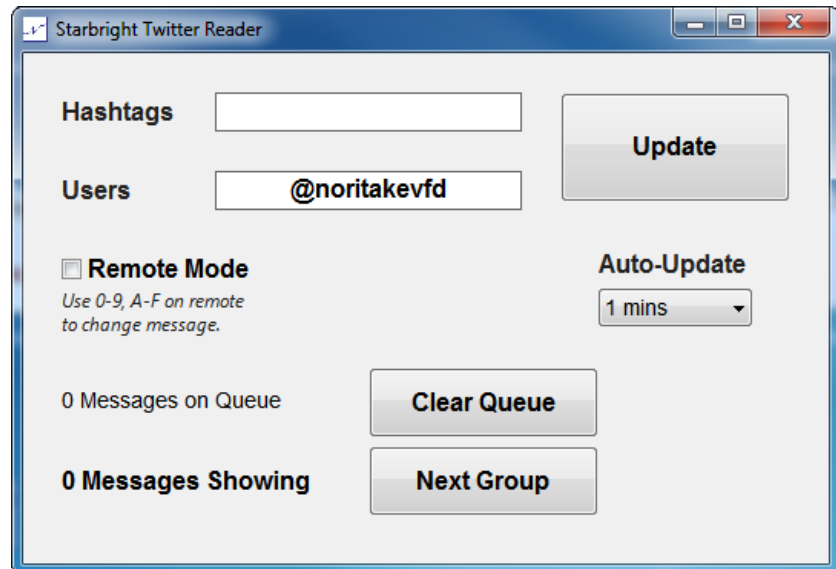 Starbright Twitter Reader
Hashtags
Update
Users
@noritakevfd
Remote Mode
Auto-Update
Use 0-9, A-F on remote
to change message.
1 mins
0 Messages on Queue
Clear Queue
0 Messages Showing
Next Group